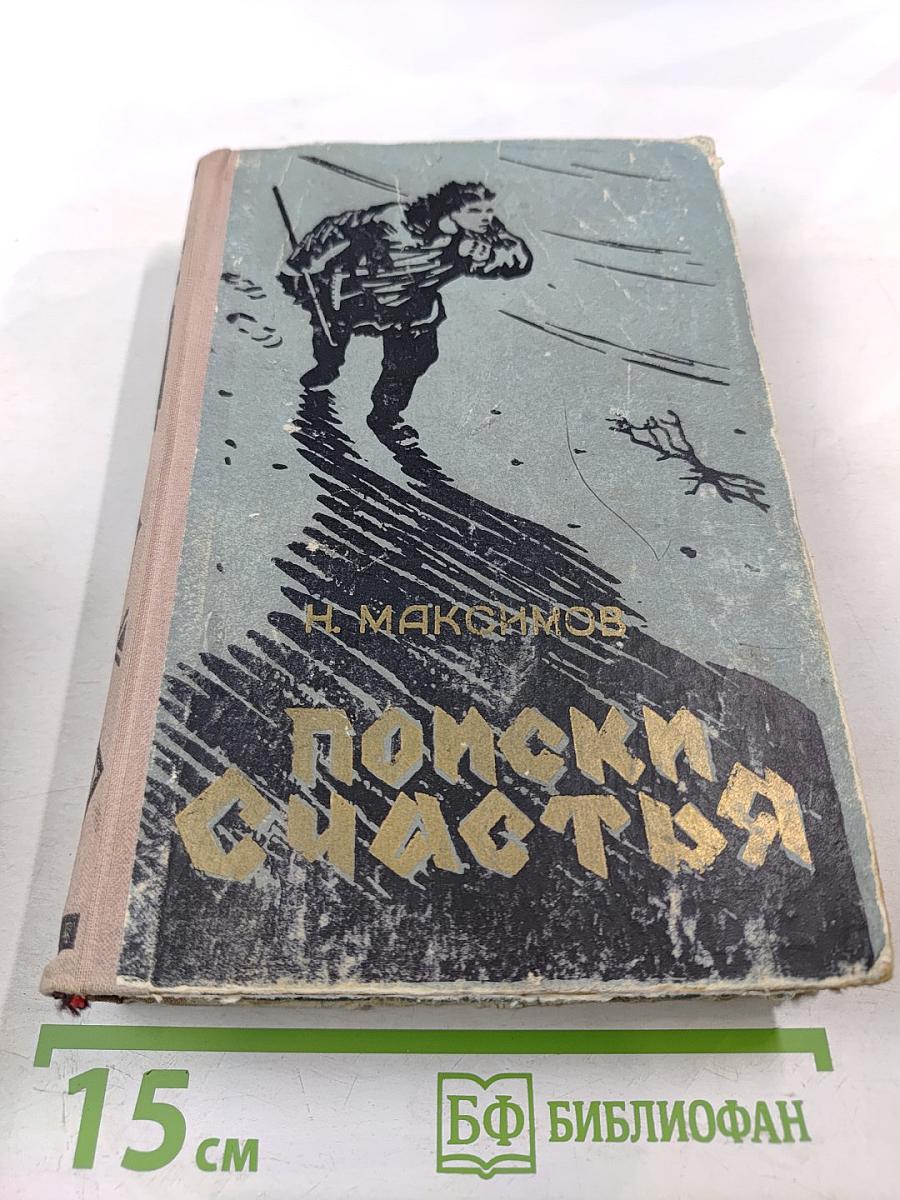 Н. МАКСИМОВ
ПОИСКИ
СЧАСТЬЯ
15 см
БФ БИБЛИОФАН